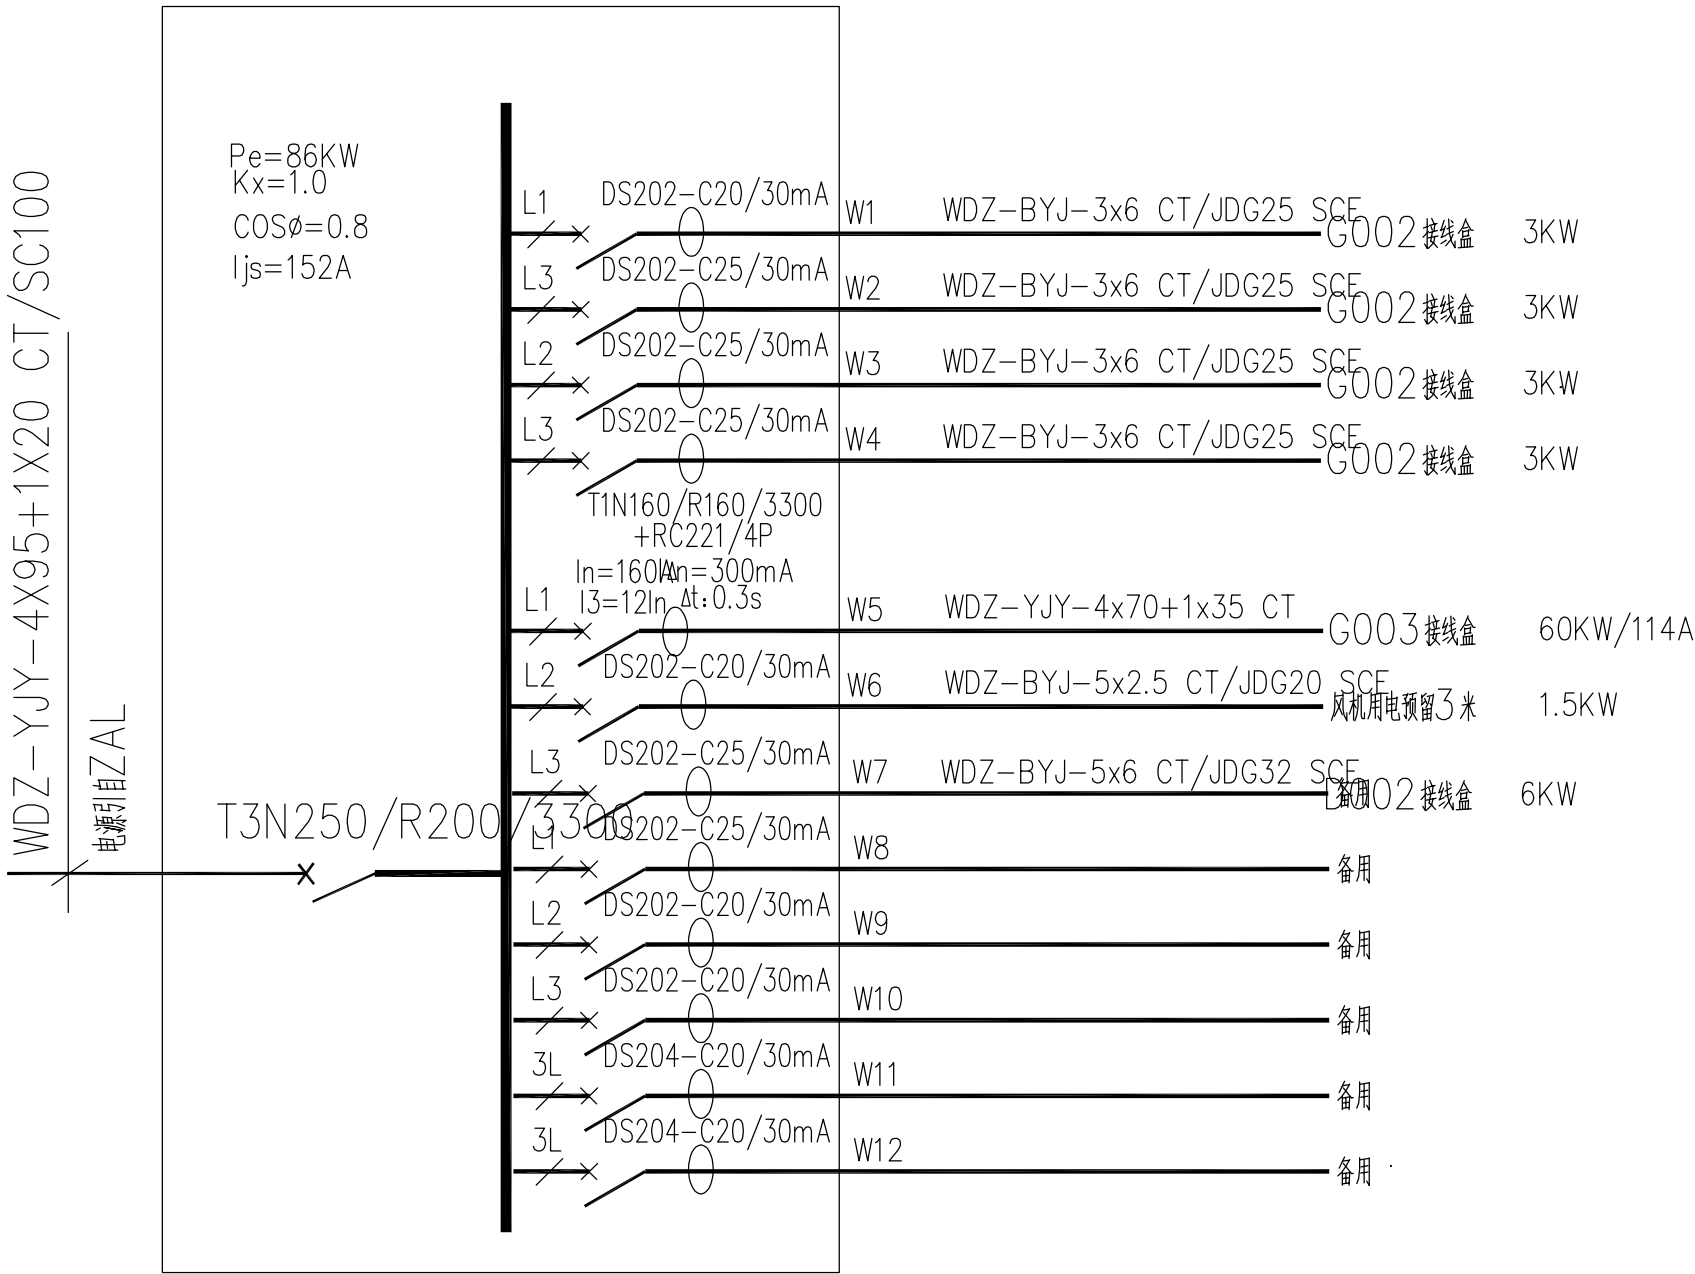 WDZ-YJY-4X95+1X20 CT/SC100
电源引自ZAL
Pe=86KW
Kx=1.0
COSø=0.8
Ijs=152A
T3N250/R200/3300
L1 DS202-C20/30mA W1 WDZ-BYJ-3x6 CT/JDG25 SCE G002接线盒 3KW
L3 DS202-C25/30mA W2 WDZ-BYJ-3x6 CT/JDG25 SCE G002接线盒 3KW
L2 DS202-C25/30mA W3 WDZ-BYJ-3x6 CT/JDG25 SCE G002接线盒 3KW
L3 DS202-C25/30mA W4 WDZ-BYJ-3x6 CT/JDG25 SCE G002接线盒 3KW
T1N160/R160/3300
+RC221/4P
In=160A IΔn=300mA
I3=12In Δt:0.3s
L1 W5 WDZ-YJY-4x70+1x35 CT G003接线盒 60KW/114A
L2 DS202-C20/30mA W6 WDZ-BYJ-5x2.5 CT/JDG20 SCE 风机用电预留3米 1.5KW
L3 DS202-C25/30mA W7 WDZ-BYJ-5x6 CT/JDG32 SCE 备用 D002接线盒 6KW
L1 DS202-C25/30mA W8 备用
L2 DS202-C20/30mA W9 备用
L3 DS202-C20/30mA W10 备用
3L DS204-C20/30mA W11 备用
3L DS204-C20/30mA W12 备用